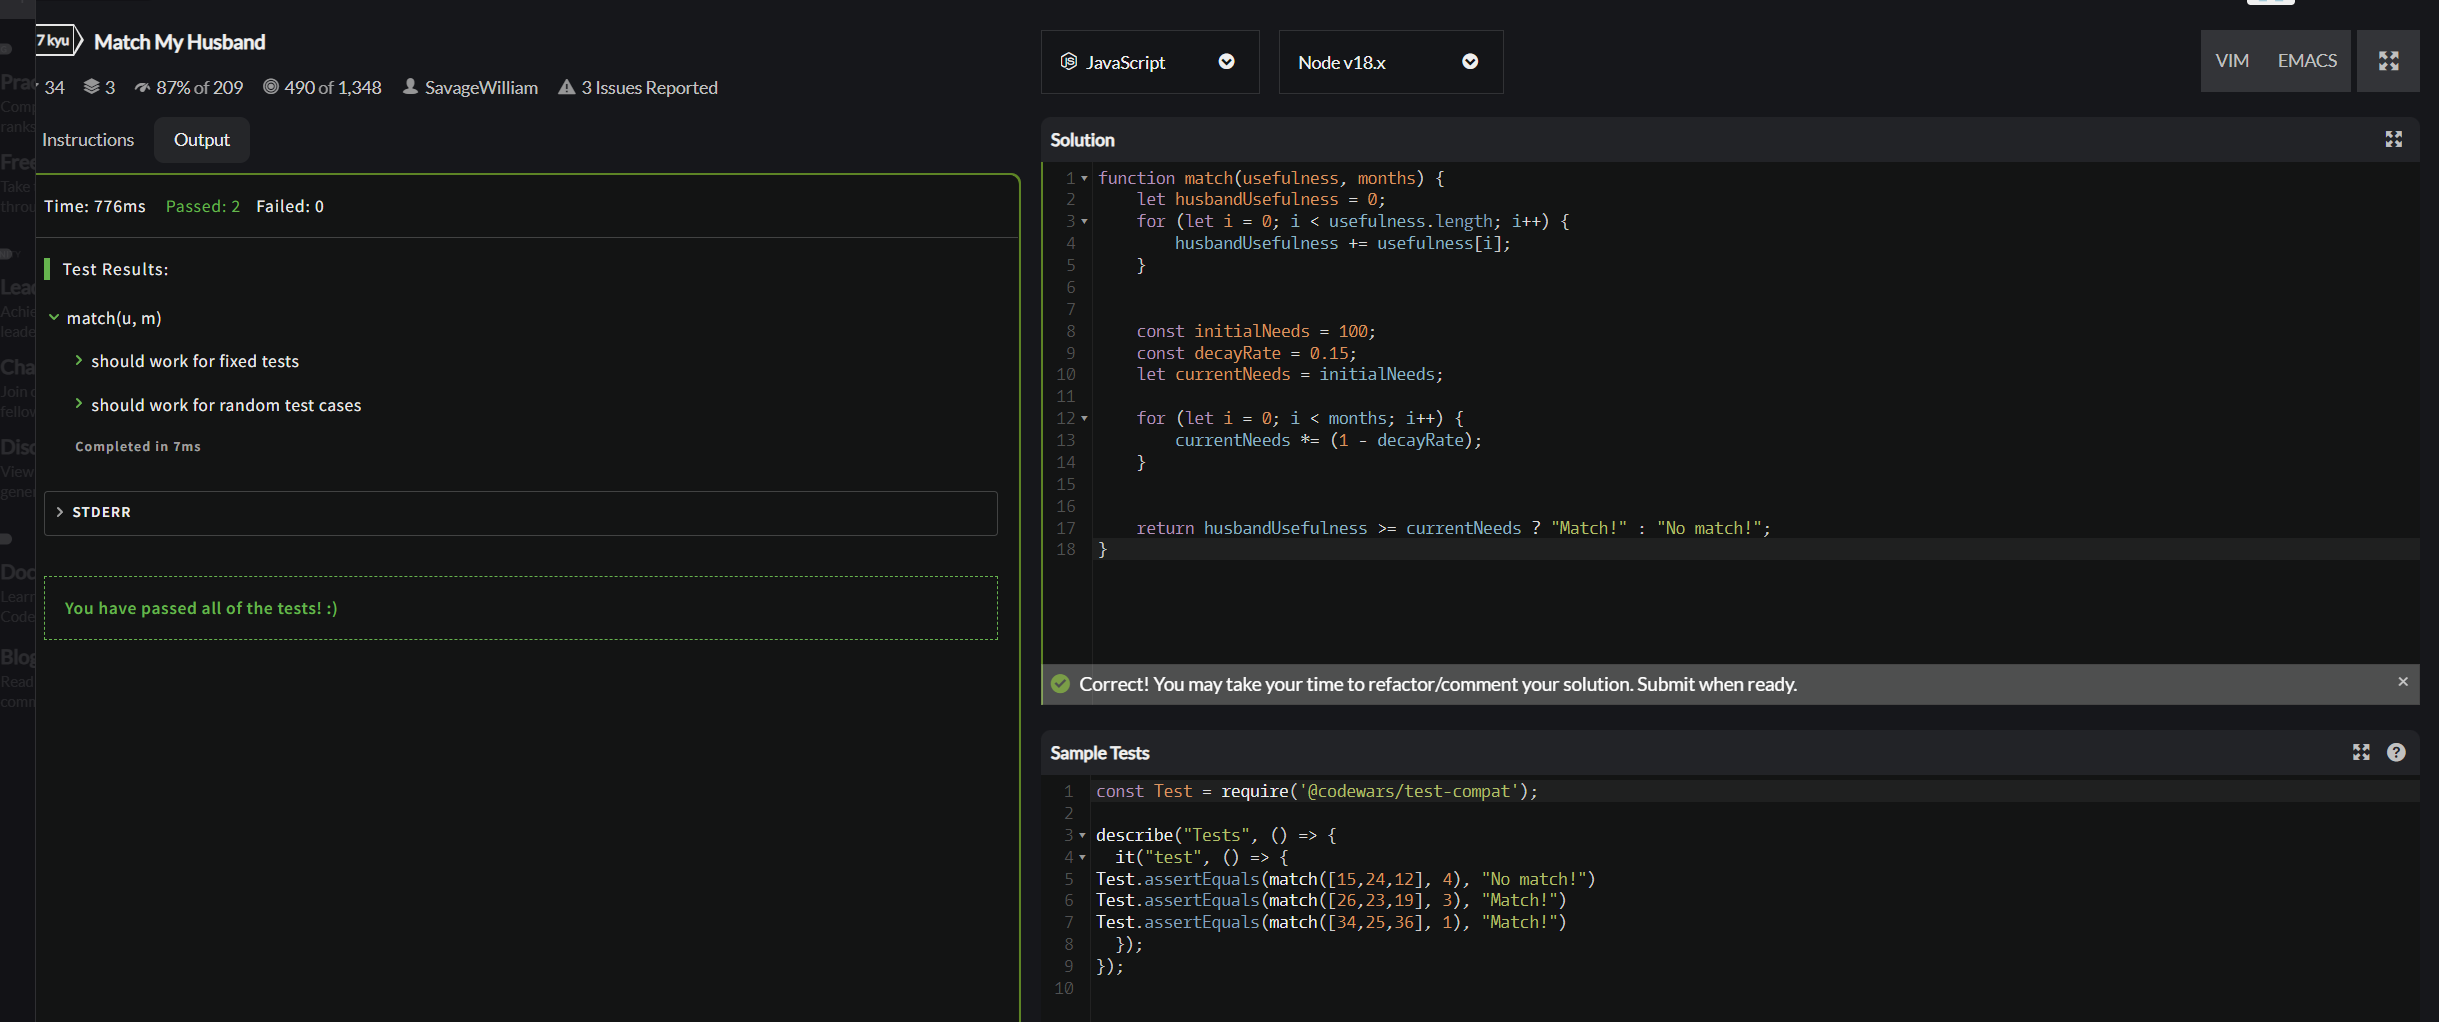 7 kyu Match My Husband
34 3 87% of 209 490 of 1,348 SavageWilliam 3 Issues Reported
Instructions Output
Time: 776ms Passed: 2 Failed: 0
Test Results:
match(u, m)
should work for fixed tests
should work for random test cases
Completed in 7ms
STDERR
You have passed all of the tests! :)
JavaScript
Node v18.x
VIM EMACS
Solution
1 function match(usefulness, months) {
2     let husbandUsefulness = 0;
3     for (let i = 0; i < usefulness.length; i++) {
4         husbandUsefulness += usefulness[i];
5     }
6
7
8     const initialNeeds = 100;
9     const decayRate = 0.15;
10     let currentNeeds = initialNeeds;
11
12     for (let i = 0; i < months; i++) {
13         currentNeeds *= (1 - decayRate);
14     }
15
16
17     return husbandUsefulness >= currentNeeds ? "Match!" : "No match!";
18 }
Correct! You may take your time to refactor/comment your solution. Submit when ready. ×
Sample Tests
1 const Test = require('@codewars/test-compat');
2
3 describe("Tests", () => {
4   it("test", () => {
5 Test.assertEquals(match([15,24,12], 4), "No match!")
6 Test.assertEquals(match([26,23,19], 3), "Match!")
7 Test.assertEquals(match([34,25,36], 1), "Match!")
8   });
9 });
10